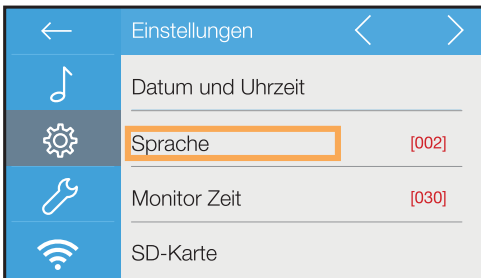 Einstellungen
Datum und Uhrzeit
Sprache [002]
Monitor Zeit [030]
SD-Karte